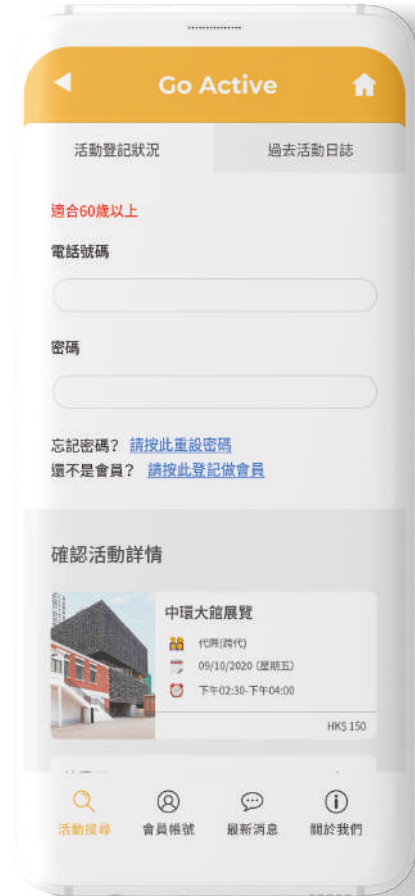 Go Active
活動登記狀況
過去活動日誌
適合60歲以上
電話號碼
密碼
忘記密碼？ 請按此重設密碼
還不是會員？ 請按此登記做會員
確認活動詳情
中環大館展覽
代際(跨代)
09/10/2020 (星期五)
下午02:30-下午04:00
HK$ 150
活動搜尋
會員帳號
最新消息
關於我們